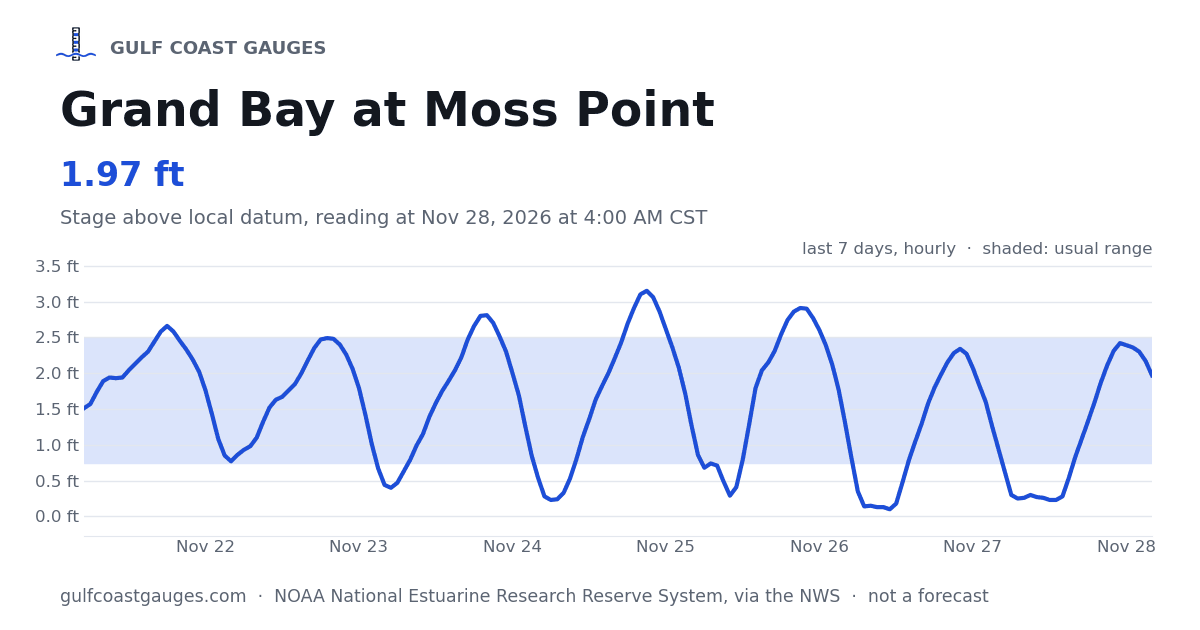 GULF COAST GAUGES
Grand Bay at Moss Point
1.97 ft
Stage above local datum, reading at Nov 28, 2026 at 4:00 AM CST
last 7 days, hourly · shaded: usual range
3.5 ft
3.0 ft
2.5 ft
2.0 ft
1.5 ft
1.0 ft
0.5 ft
0.0 ft
Nov 22 Nov 23 Nov 24 Nov 25 Nov 26 Nov 27 Nov 28
gulfcoastgauges.com · NOAA National Estuarine Research Reserve System, via the NWS · not a forecast